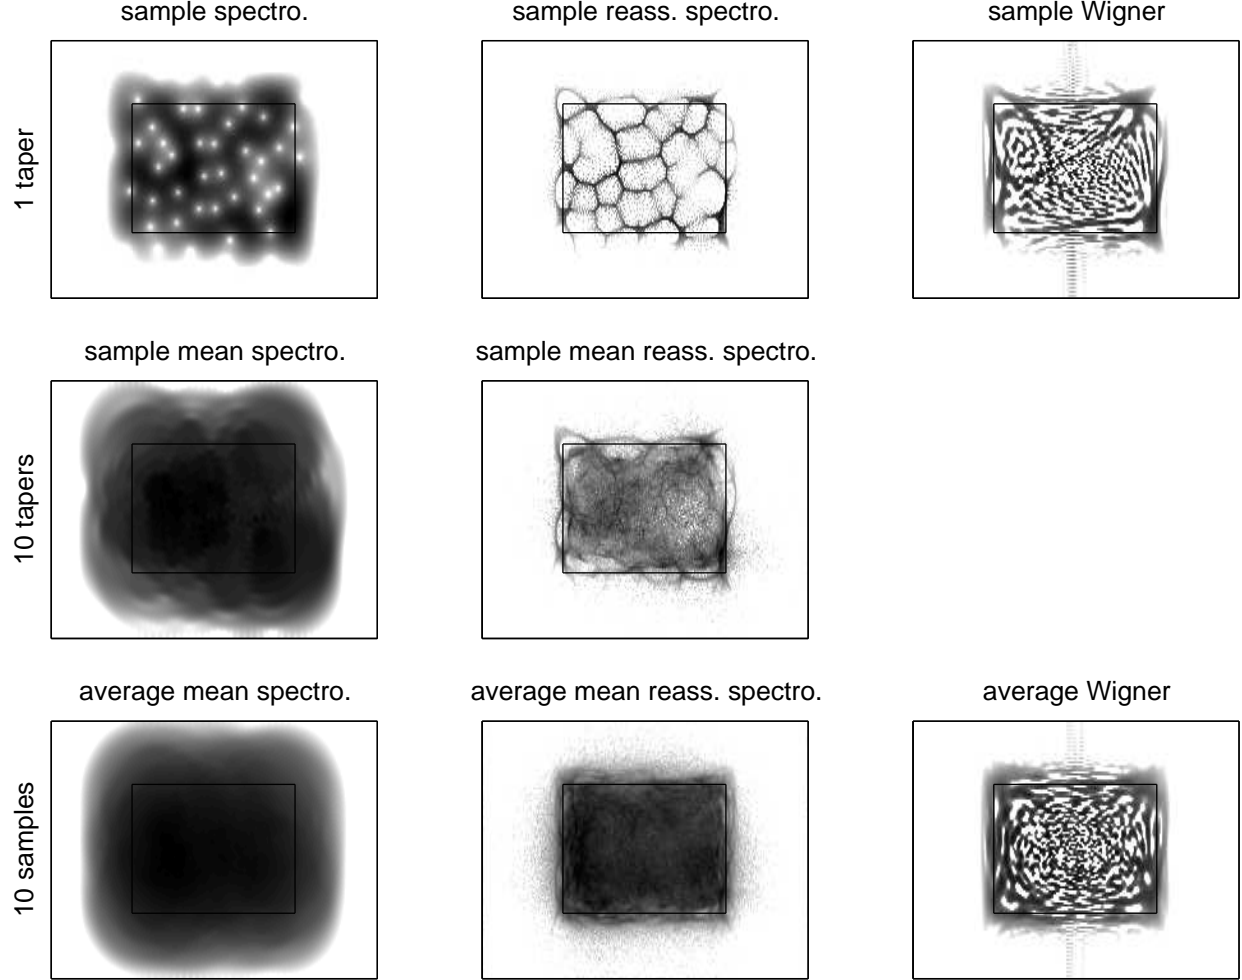 sample spectro.
sample reass. spectro.
sample Wigner
1 taper
sample mean spectro.
sample mean reass. spectro.
10 tapers
average mean spectro.
average mean reass. spectro.
average Wigner
10 samples